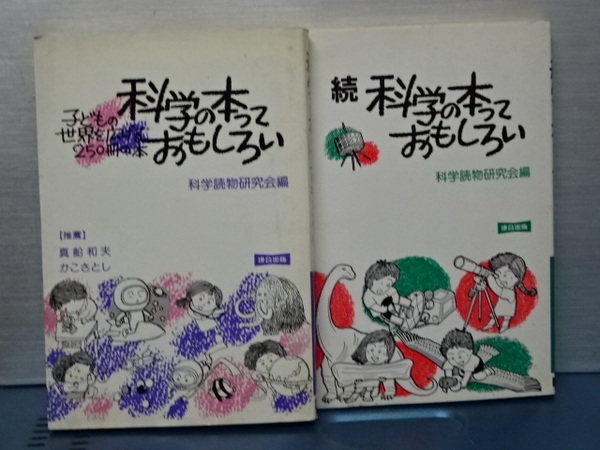 科学の本って
おもしろい
子どもの
世界を
250冊の本
科学読物研究会編
【推薦】
真船和夫
かこさとし
連合出版
続
科学の本って
おもしろい
科学読物研究会編
連合出版